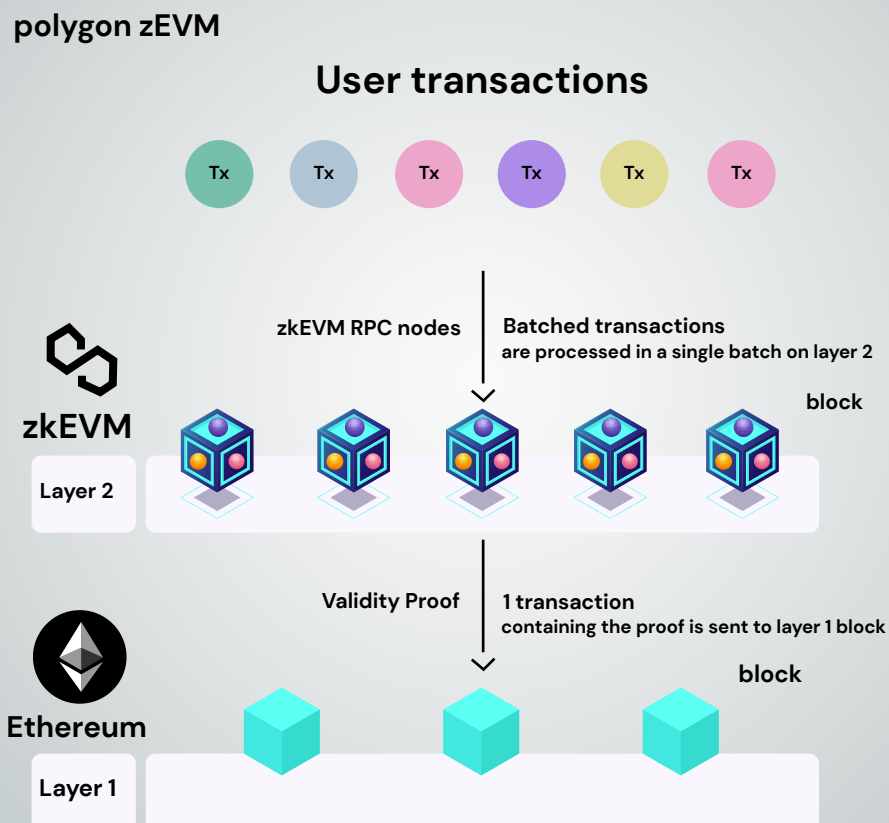 polygon zEVM
User transactions
Tx Tx Tx Tx Tx Tx
zkEVM RPC nodes
Batched transactions
are processed in a single batch on layer 2
block
zkEVM
Layer 2
Validity Proof
1 transaction
containing the proof is sent to layer 1 block
block
Ethereum
Layer 1